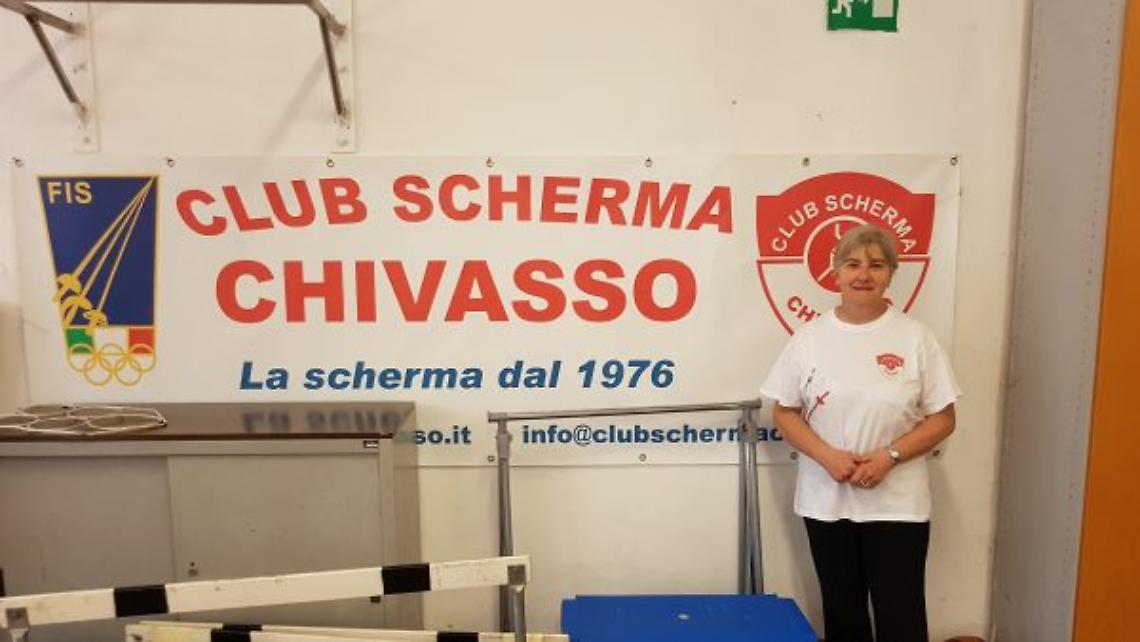 FIS
CLUB SCHERMA
CHIVASSO
La scherma dal 1976
CLUB SCHERMA
info@clubscherma